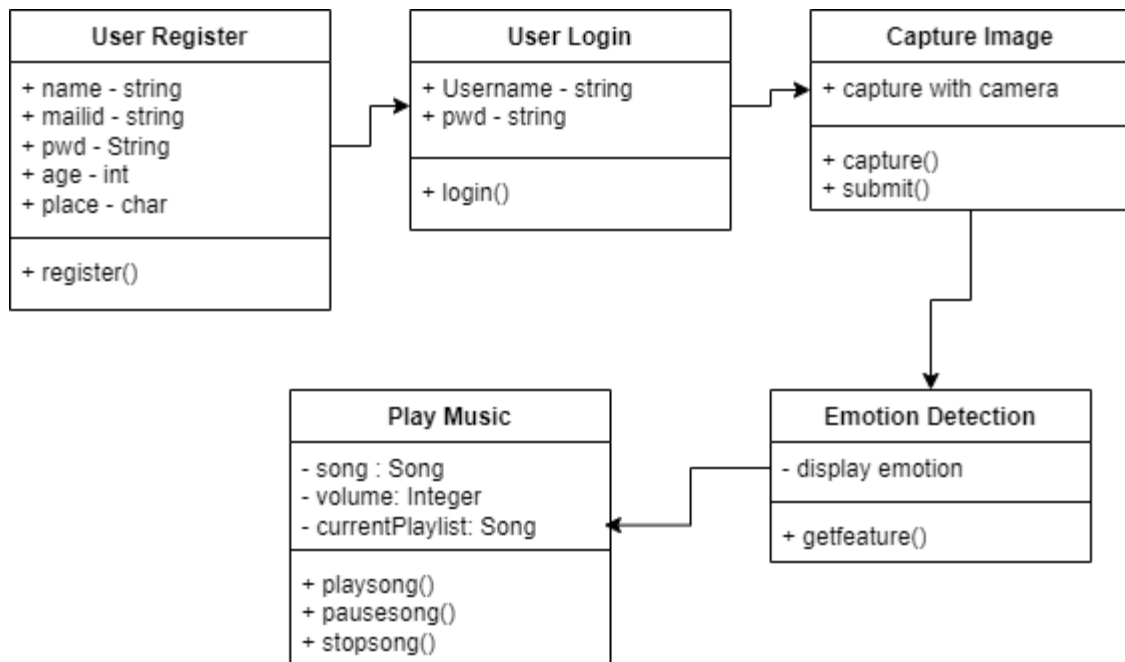 User Register
+ name - string
+ mailid - string
+ pwd - String
+ age - int
+ place - char
+ register()
User Login
+ Username - string
+ pwd - string
+ login()
Capture Image
+ capture with camera
+ capture()
+ submit()
Play Music
- song : Song
- volume: Integer
- currentPlaylist: Song
+ playsong()
+ pausesong()
+ stopsong()
Emotion Detection
- display emotion
+ getfeature()